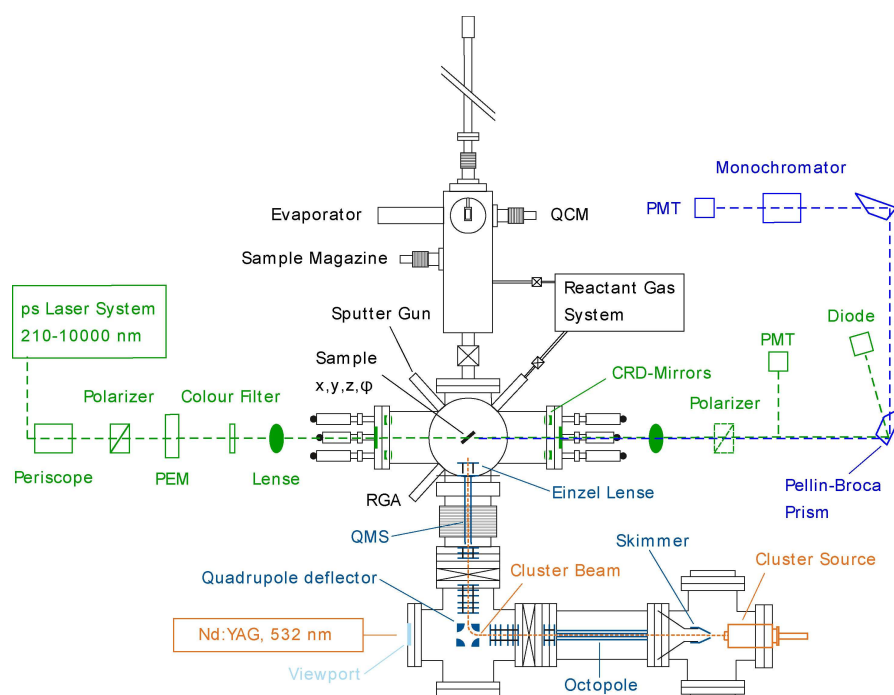 Monochromator
Evaporator
QCM
PMT
Sample Magazine
ps Laser System
210-10000 nm
Reactant Gas
System
Sputter Gun
Diode
PMT
Sample
x,y,z,φ
CRD-Mirrors
Polarizer
Colour Filter
Polarizer
Periscope
PEM
Lense
RGA
Einzel Lense
Pellin-Broca
Prism
QMS
Skimmer
Quadrupole deflector
Cluster Beam
Cluster Source
Nd:YAG, 532 nm
Viewport
Octopole